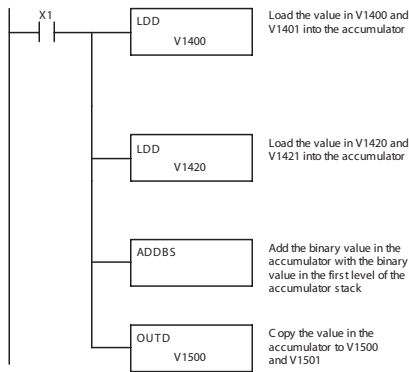 X1
LDD
V1400
Load the value in V1400 and
V1401 into the accumulator
LDD
V1420
Load the value in V1420 and
V1421 into the accumulator
ADDBS
Add the binary value in the
accumulator with the binary
value in the first level of the
accumulator stack
OUTD
V1500
Copy the value in the
accumulator to V1500
and V1501